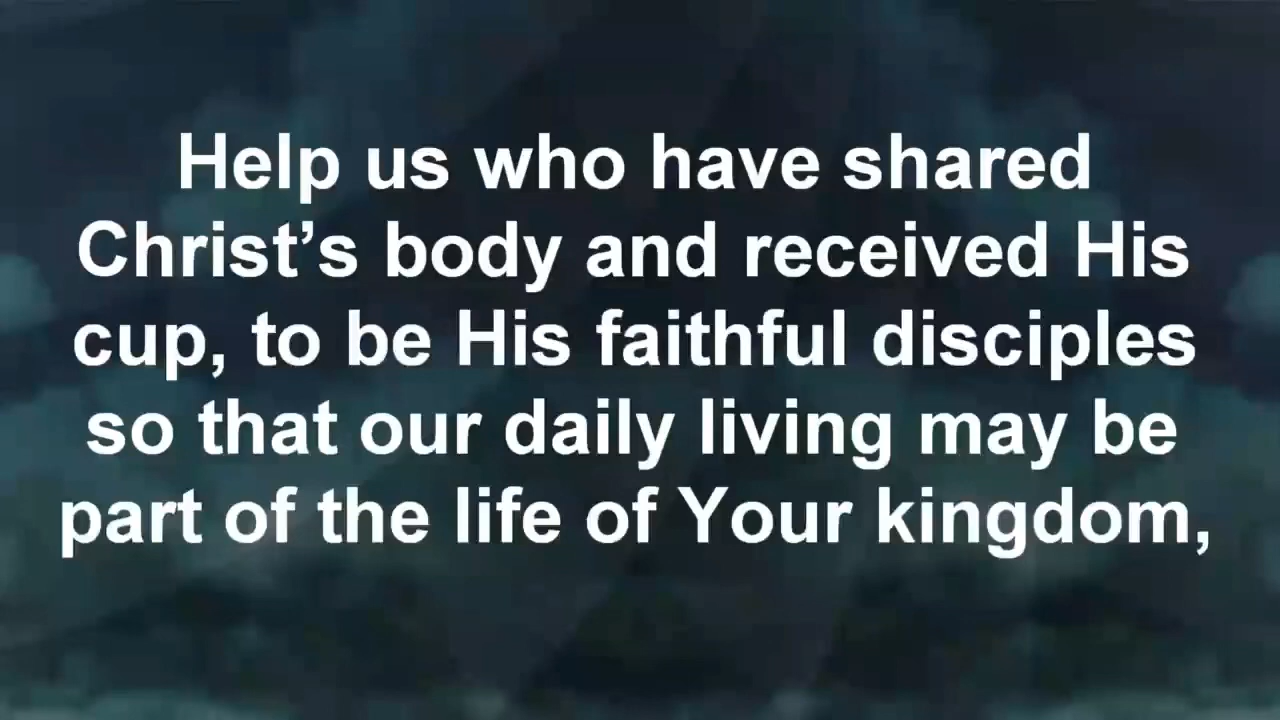 Help us who have shared
Christ’s body and received His
cup, to be His faithful disciples
so that our daily living may be
part of the life of Your kingdom,